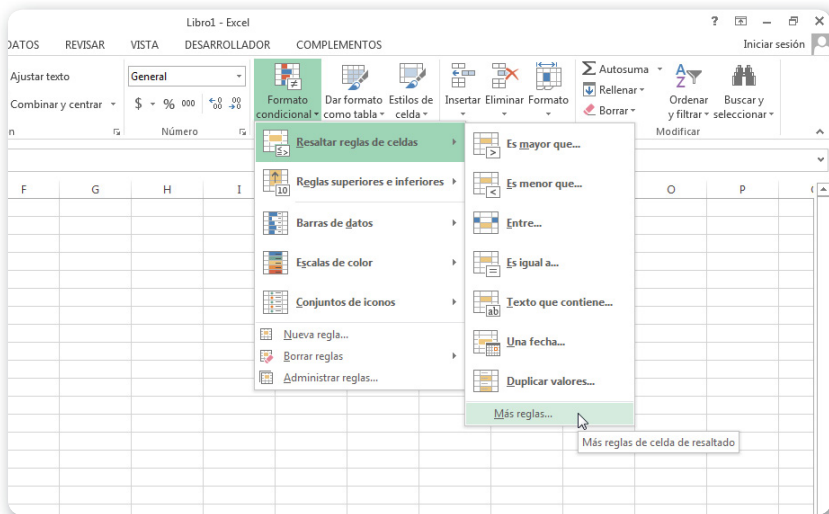 Libro1 - Excel
DATOS REVISAR VISTA DESARROLLADOR COMPLEMENTOS Iniciar sesión
Ajustar texto General Autosuma
Rellenar
Combinar y centrar $ % 000 Formato condicional Dar formato como tabla Estilos de celda Insertar Eliminar Formato Borrar Ordenar y filtrar Buscar y seleccionar
n Número Modificar
F G H I O P
Resaltar reglas de celdas
Reglas superiores e inferiores
Barras de datos
Escalas de color
Conjuntos de iconos
Nueva regla...
Borrar reglas
Administrar reglas...
Es mayor que...
Es menor que...
Entre...
Es igual a...
Texto que contiene...
Una fecha...
Duplicar valores...
Más reglas...
Más reglas de celda de resaltado